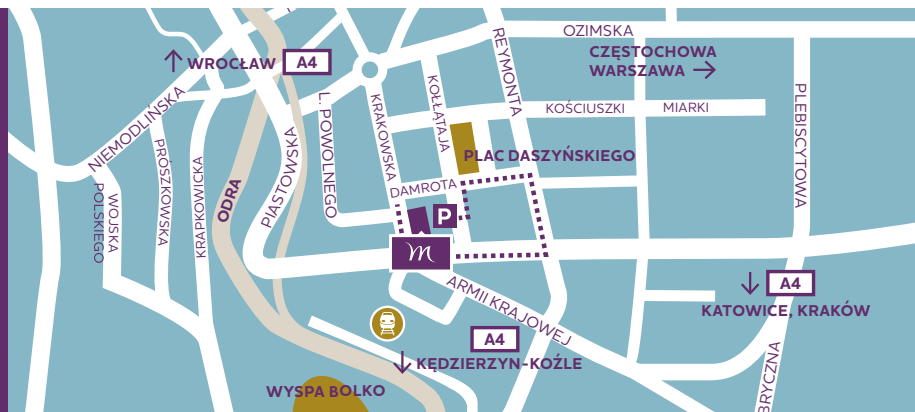 OZIMSKA
CZĘSTOCHOWA
WARSZAWA
REYMONTA
WROCŁAW
A4
NIEMODLIŃSKA
L. POWOLNEGO
KRAKOWSKA
KOŁŁĄTAJA
KOŚCIUSZKI
MIARKI
PLEBISCYTOWA
PRÓSZKOWSKA
KRAPKOWICKA
PIASTOWSKA
ODRA
PLAC DASZYŃSKIEGO
DAMROTA
WOJSKA
POLSKIEGO
P
m
ARMII KRAJOWEJ
A4
KATOWICE, KRAKÓW
A4
KĘDZIERZYN-KOŹLE
WYSPA BOLKO
BRYCZNA